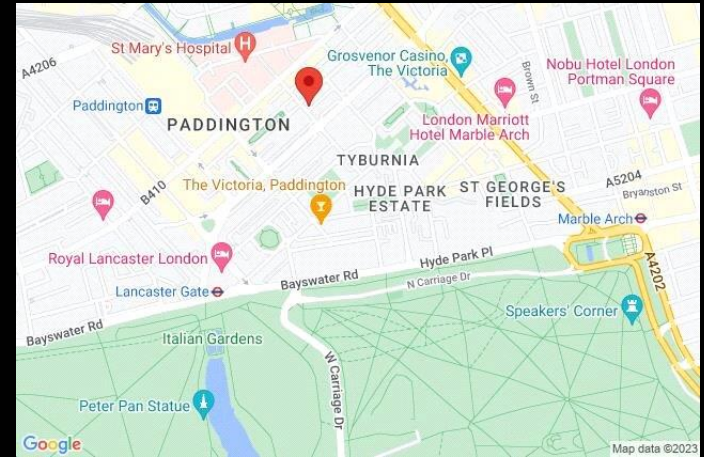 St Mary's Hospital
H
A4206
Grosvenor Casino,
The Victoria
Nobu Hotel London
Portman Square
Brown St
Paddington
PADDINGTON
London Marriott
Hotel Marble Arch
TYBURNIA
B410
The Victoria, Paddington
HYDE PARK
ESTATE
ST GEORGE'S
FIELDS
A5204
Bryanston St
Marble Arch
Royal Lancaster London
Hyde Park Pl
A4202
Lancaster Gate
Bayswater Rd
N Carriage Dr
Speakers' Corner
Bayswater Rd
Italian Gardens
W Carriage Dr
Peter Pan Statue
Google
Map data ©2023